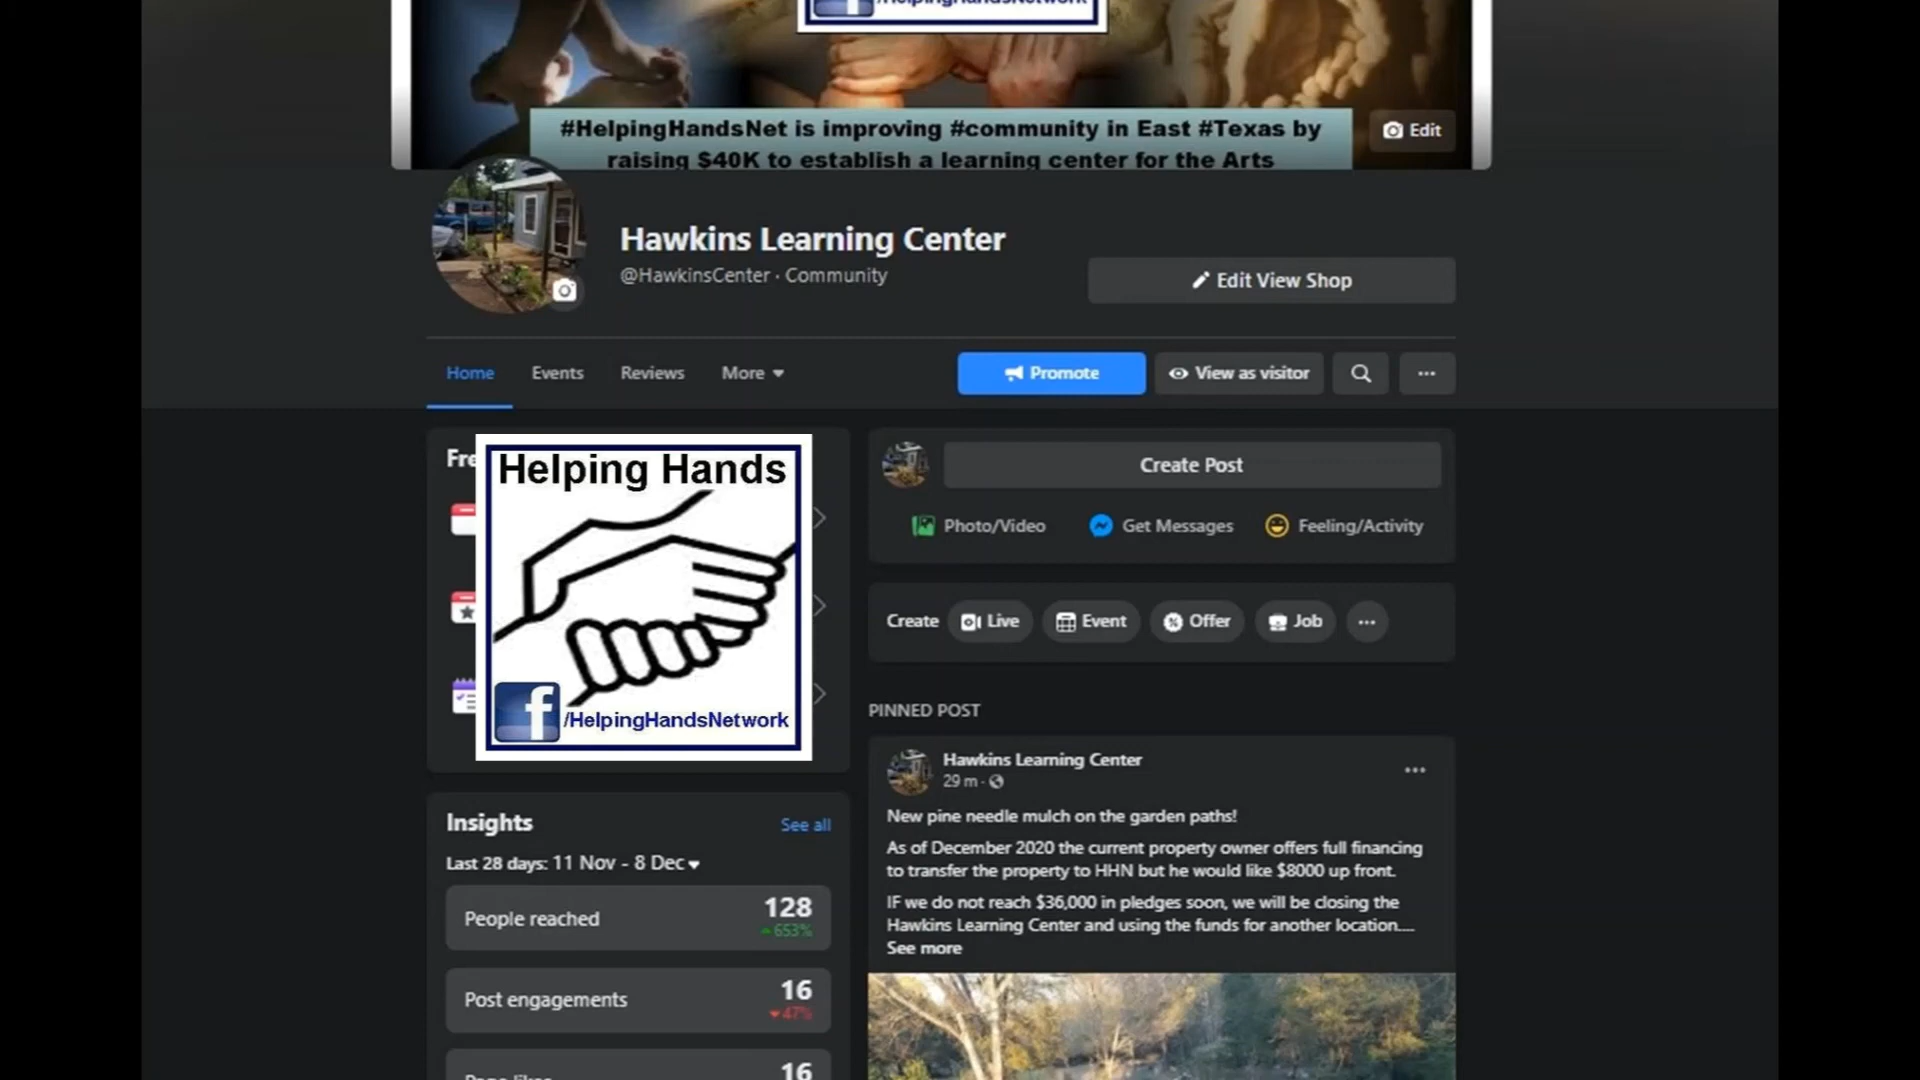 /HelpingHandsNetwork
#HelpingHandsNet is improving #community in East #Texas by
raising $40K to establish a learning center for the Arts
Edit
Hawkins Learning Center
@HawkinsCenter · Community
Edit View Shop
Home
Events
Reviews
More
Promote
View as visitor
...
Fre
Helping Hands
f
/HelpingHandsNetwork
Create Post
Photo/Video
Get Messages
Feeling/Activity
Create
Live
Event
Offer
Job
...
PINNED POST
Hawkins Learning Center
...
29 m ·
New pine needle mulch on the garden paths!
As of December 2020 the current property owner offers full financing
to transfer the property to HHN but he would like $8000 up front.
IF we do not reach $36,000 in pledges soon, we will be closing the
Hawkins Learning Center and using the funds for another location....
See more
Insights
See all
Last 28 days: 11 Nov - 8 Dec
People reached
128
653%
Post engagements
16
47%
Page likes
16